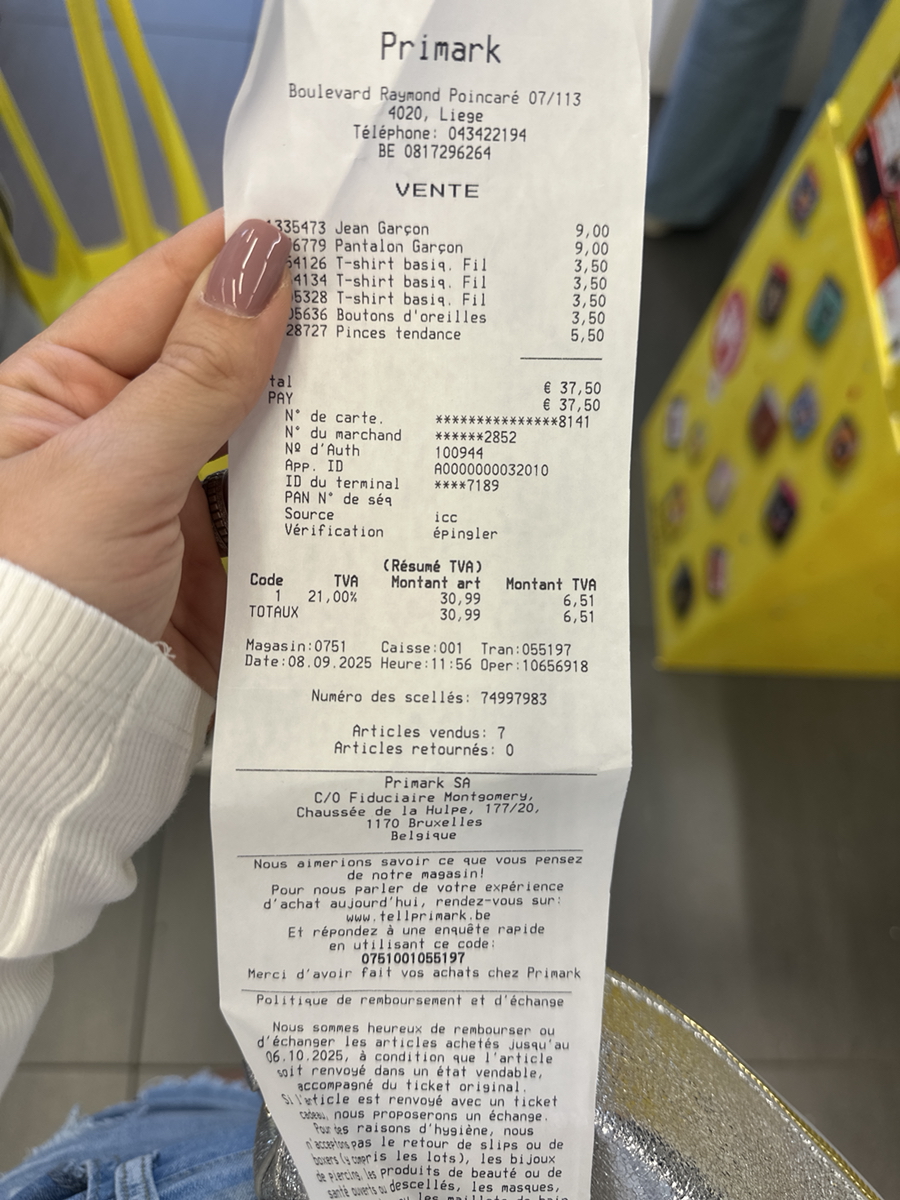 Primark
Boulevard Raymond Poincaré 07/113
4020, Liege
Téléphone: 043422194
BE 0817296264
VENTE
335473 Jean Garçon 9,00
6779 Pantalon Garçon 9,00
4126 T-shirt basiq. Fil 3,50
4134 T-shirt basiq. Fil 3,50
5328 T-shirt basiq. Fil 3,50
5636 Boutons d'oreilles 3,50
28727 Pinces tendance 5,50
tal € 37,50
PAY € 37,50
N° de carte. ***************8141
N° du marchand ******2852
Nº d'Auth 100944
App. ID A0000000032010
ID du terminal ****7189
PAN N° de séq
Source icc
Vérification épingler
(Résumé TVA)
Code TVA Montant art Montant TVA
1 21,00% 30,99 6,51
TOTAUX 30,99 6,51
Magasin:0751 Caisse:001 Tran:055197
Date:08.09.2025 Heure:11:56 Oper:10656918
Numéro des scellés: 74997983
Articles vendus: 7
Articles retournés: 0
Primark SA
C/O Fiduciaire Montgomery,
Chaussée de la Hulpe, 177/20,
1170 Bruxelles
Belgique
Nous aimerions savoir ce que vous pensez
de notre magasin!
Pour nous parler de votre expérience
d'achat aujourd'hui, rendez-vous sur:
www.tellprimark.be
Et répondez à une enquête rapide
en utilisant ce code:
0751001055197
Merci d'avoir fait vos achats chez Primark
Politique de remboursement et d'échange
Nous sommes heureux de rembourser ou
d'échanger les articles achetés jusqu'au
06.10.2025, à condition que l'article
soit renvoyé dans un état vendable,
accompagné du ticket original.
Si l'article est renvoyé avec un ticket
cadeau, nous proposerons un échange.
Pour des raisons d'hygiène, nous
n'acceptons pas le retour de slips ou de
boxers (y compris les lots), les bijoux
de piercing, les produits de beauté ou de
santé ouverts ou descellés, les masques,
ou les maillots de bain